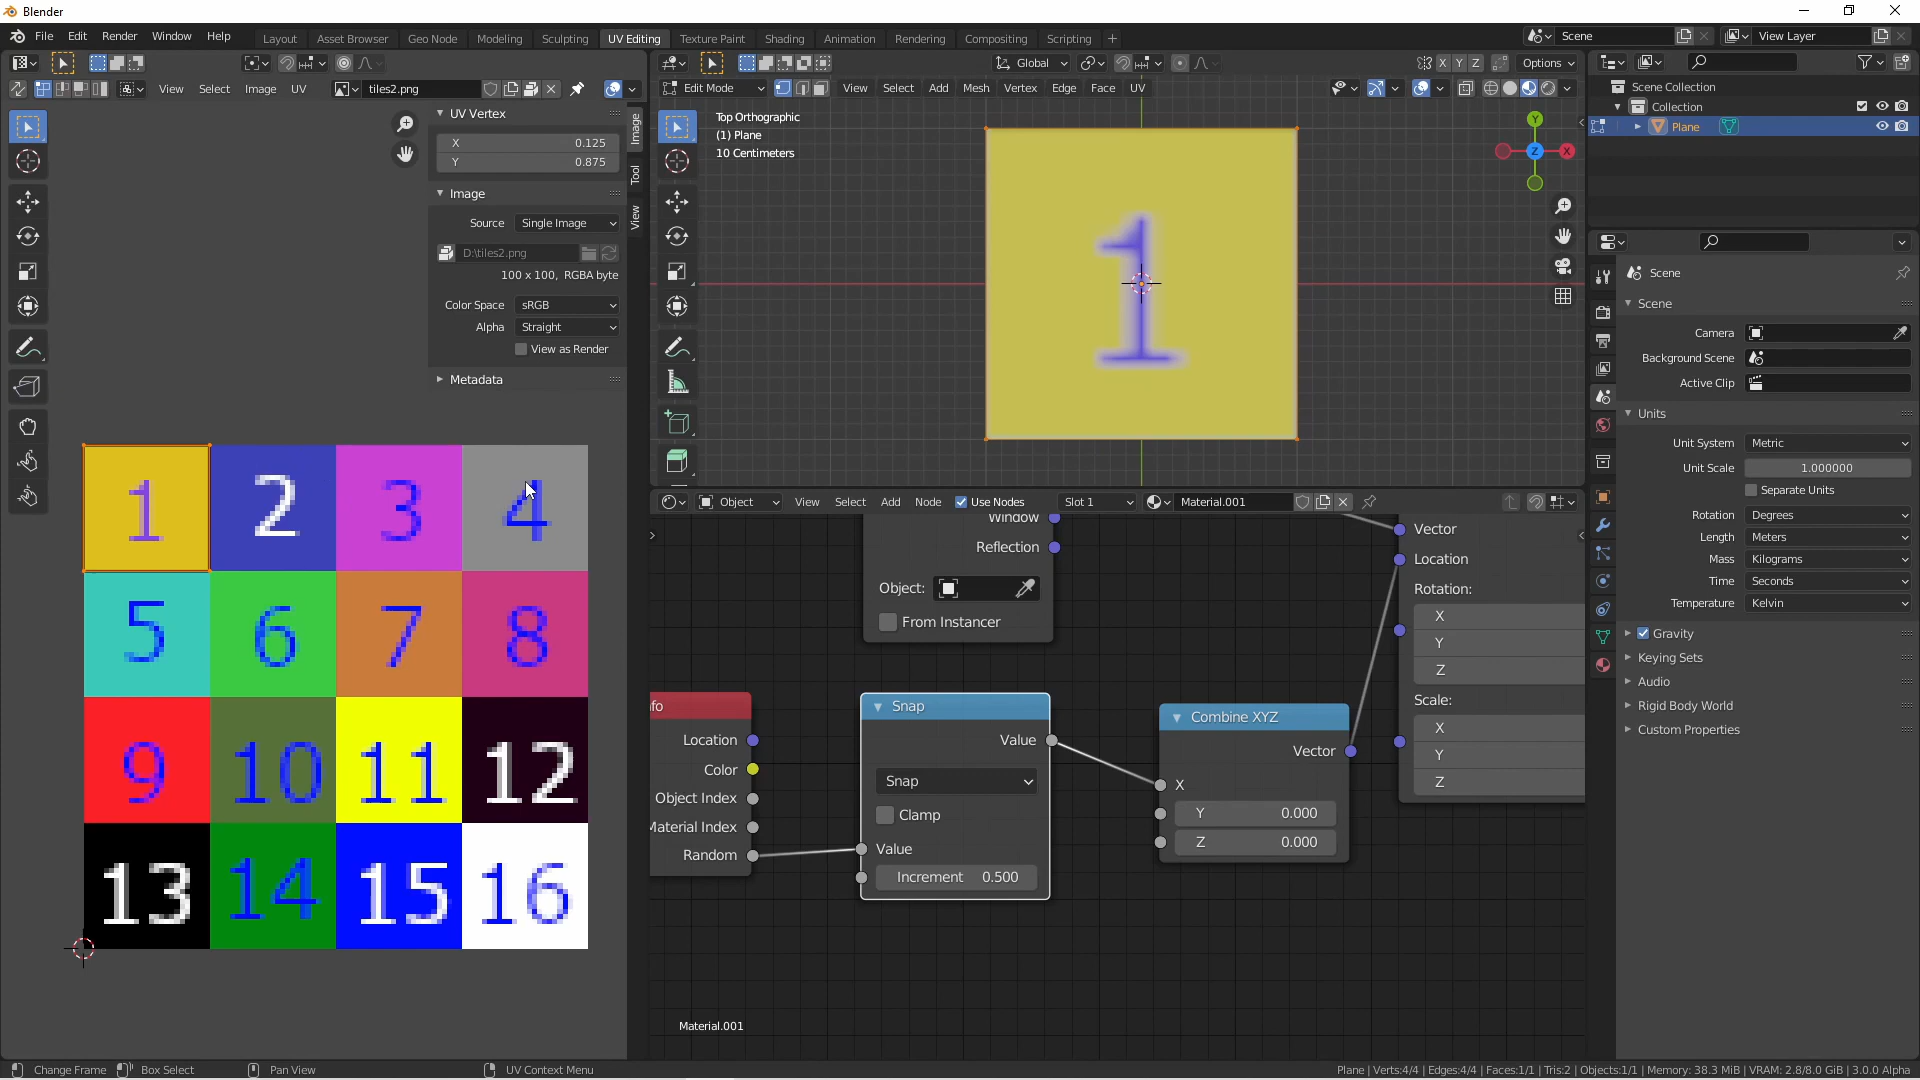 Blender
File Edit Render Window Help
Layout Asset Browser Geo Node Modeling Sculpting UV Editing Texture Paint Shading Animation Rendering Compositing Scripting +
Scene
View Layer
Global
X Y Z
Options
View Select Image UV
tiles2.png
Edit Mode
View Select Add Mesh Vertex Edge Face UV
UV Vertex
X 0.125
Y 0.875
Image
Source Single Image
D:\tiles2.png
100 x 100, RGBA byte
Color Space sRGB
Alpha Straight
View as Render
Metadata
Image
Tool
View
1 2 3 4
5 6 7 8
9 10 11 12
13 14 15 16
Top Orthographic
(1) Plane
10 Centimeters
1
Y
Z
X
Object
View Select Add Node Use Nodes
Slot 1
Material.001
Window
Reflection
Object:
From Instancer
fo
Location
Color
Object Index
Material Index
Random
Snap
Value
Snap
Clamp
Value
Increment 0.500
Combine XYZ
Vector
X
Y 0.000
Z 0.000
Vector
Location
Rotation:
X
Y
Z
Scale:
X
Y
Z
Material.001
Scene Collection
Collection
Plane
Scene
Scene
Camera
Background Scene
Active Clip
Units
Unit System Metric
Unit Scale 1.000000
Separate Units
Rotation Degrees
Length Meters
Mass Kilograms
Time Seconds
Temperature Kelvin
Gravity
Keying Sets
Audio
Rigid Body World
Custom Properties
Change Frame Box Select Pan View UV Context Menu
Plane | Verts:4/4 | Edges:4/4 | Faces:1/1 | Tris:2 | Objects:1/1 | Memory: 38.3 MiB | VRAM: 2.8/8.0 GiB | 3.0.0 Alpha